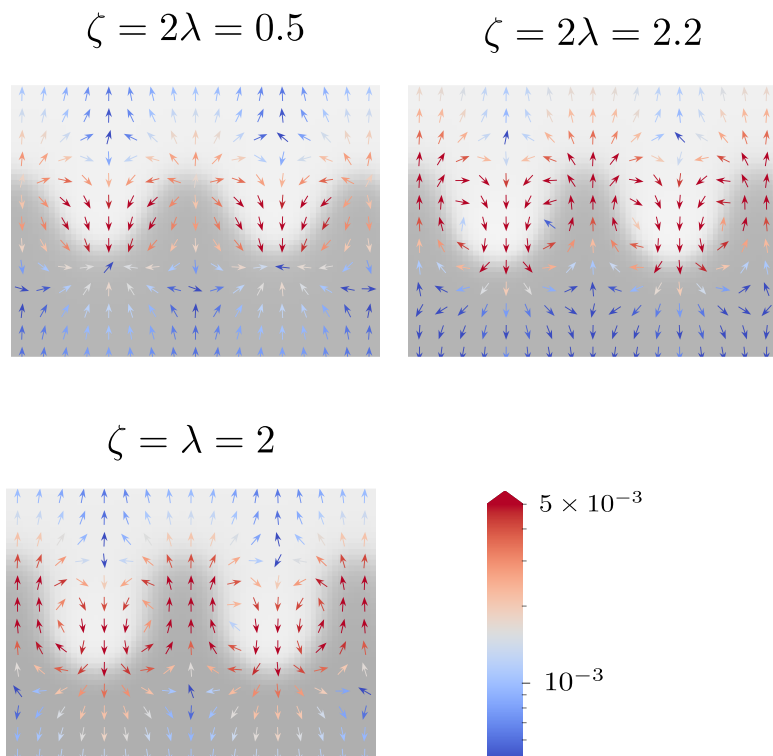 ζ = 2λ = 0.5
ζ = 2λ = 2.2
ζ = λ = 2
5 × 10⁻³
10⁻³